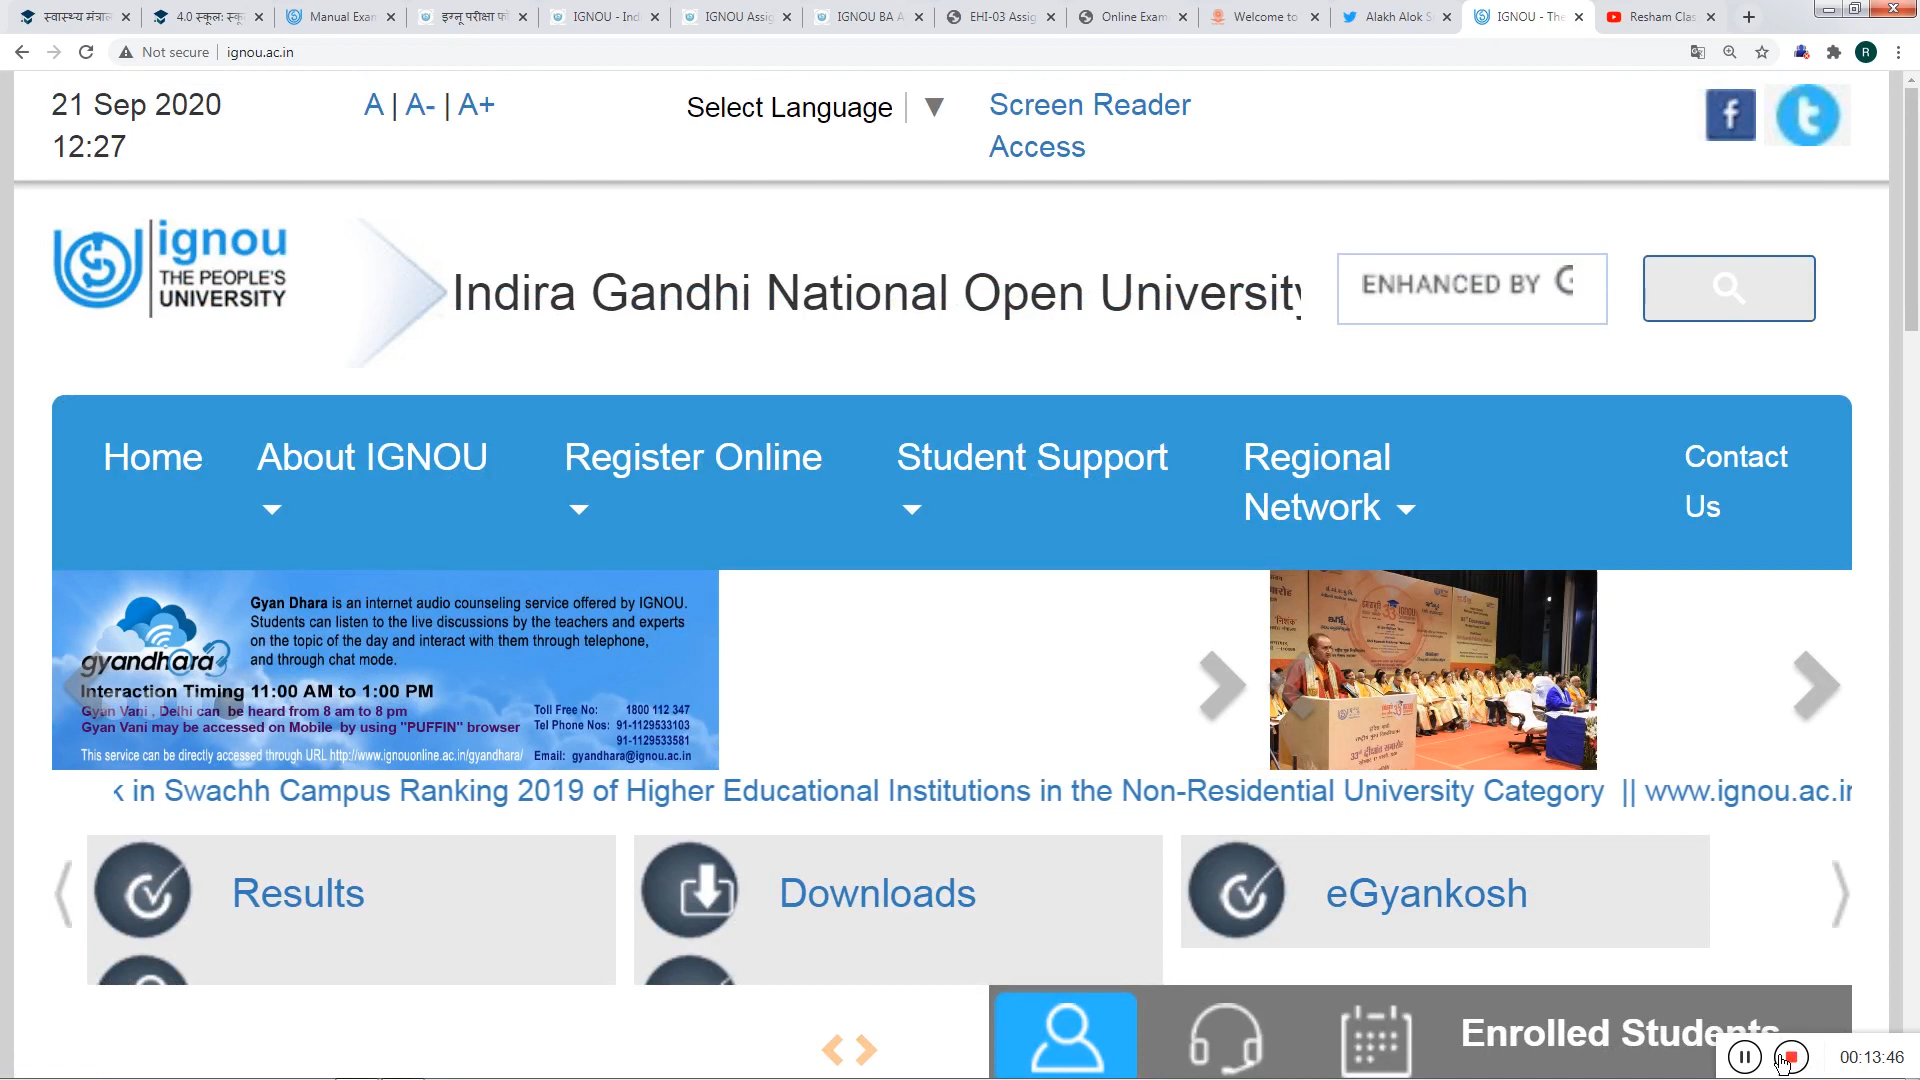 स्वास्थ्य मंत्राल
4.0 स्कूल: स्कू
Manual Exan
इग्नू परीक्षा फॉ
IGNOU - Ind
IGNOU Assig
IGNOU BA A
EHI-03 Assig
Online Exam
Welcome to
Alakh Alok S
IGNOU - The
Resham Clas
Not secure
ignou.ac.in
R
21 Sep 2020
12:27
A | A- | A+
Select Language ▼
Screen Reader
Access
ignou
THE PEOPLE'S
UNIVERSITY
Indira Gandhi National Open University
ENHANCED BY G
Home
About IGNOU
Register Online
Student Support
Regional
Network
Contact
Us
Gyan Dhara is an internet audio counseling service offered by IGNOU.
Students can listen to the live discussions by the teachers and experts
on the topic of the day and interact with them through telephone,
and through chat mode.
gyandhara
Interaction Timing 11:00 AM to 1:00 PM
Gyan Vani , Delhi can be heard from 8 am to 8 pm
Gyan Vani may be accessed on Mobile by using "PUFFIN" browser
This service can be directly accessed through URL http://www.ignouonline.ac.in/gyandhara/
Toll Free No: 1800 112 347
Tel Phone Nos: 91-1129533103
91-1129533581
Email: gyandhara@ignou.ac.in
k in Swachh Campus Ranking 2019 of Higher Educational Institutions in the Non-Residential University Category || www.ignou.ac.in
Results
Downloads
eGyankosh
Enrolled Students
00:13:46